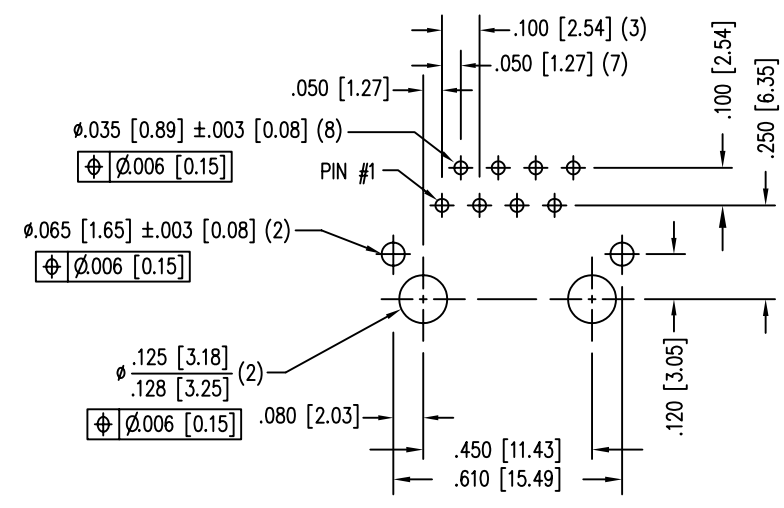 .100 [2.54] (3)
.050 [1.27] (7)
.050 [1.27]
.100 [2.54]
.250 [6.35]
ø.035 [0.89] ±.003 [0.08] (8)
⌖ Ø.006 [0.15]
PIN #1
ø.065 [1.65] ±.003 [0.08] (2)
⌖ Ø.006 [0.15]
ø .125 [3.18]
.128 [3.25] (2)
⌖ Ø.006 [0.15]
.080 [2.03]
.120 [3.05]
.450 [11.43]
.610 [15.49]